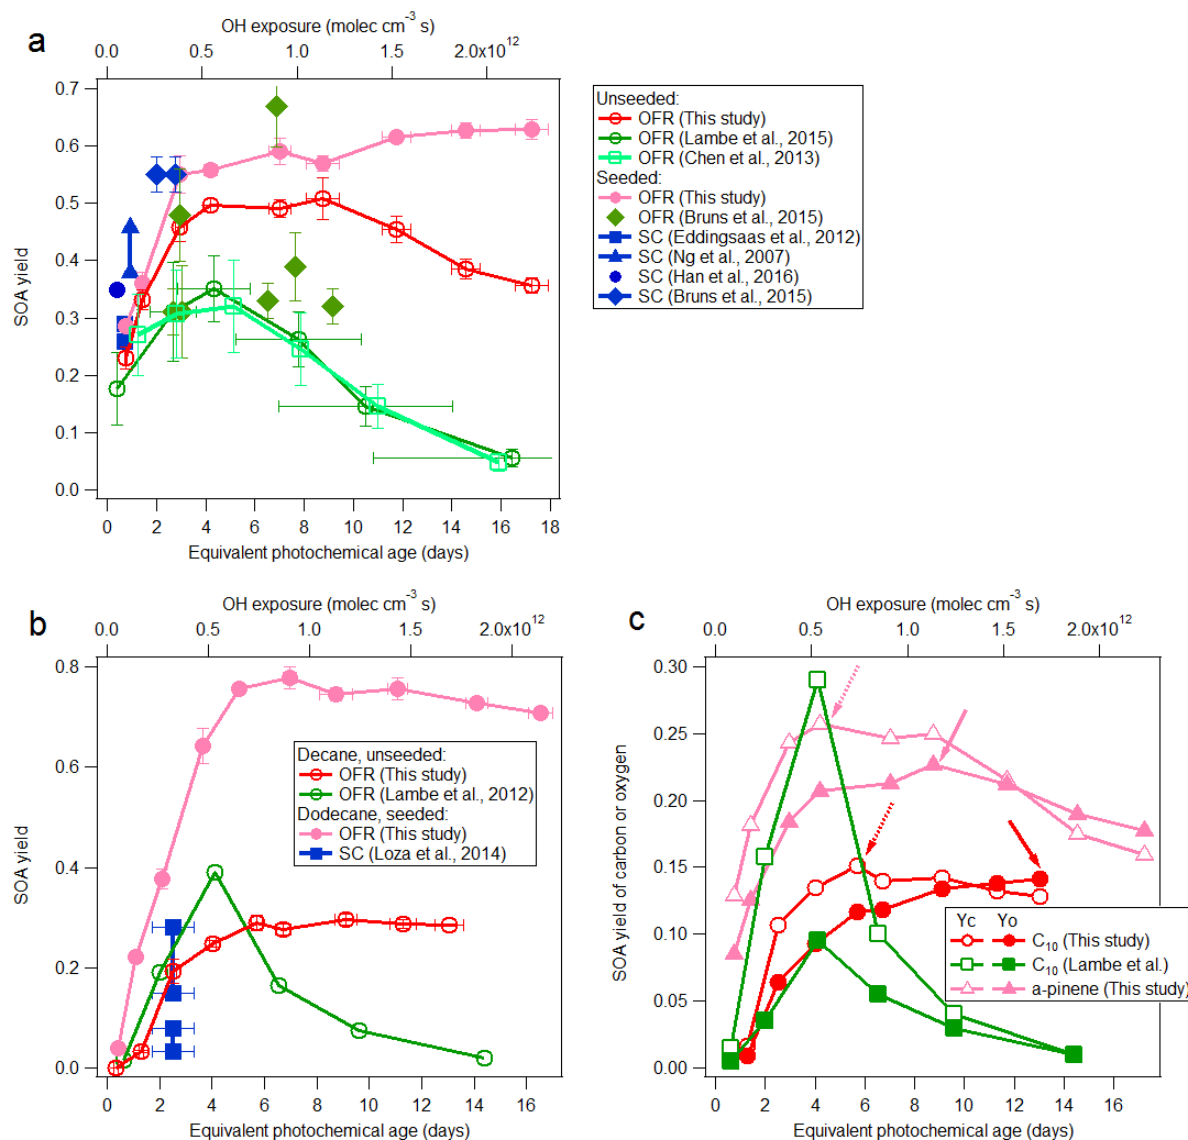 a
OH exposure (molec cm⁻³ s)
0.0 0.5 1.0 1.5 2.0x10¹²
SOA yield
0.7
0.6
0.5
0.4
0.3
0.2
0.1
0.0
0 2 4 6 8 10 12 14 16 18
Equivalent photochemical age (days)
Unseeded:
OFR (This study)
OFR (Lambe et al., 2015)
OFR (Chen et al., 2013)
Seeded:
OFR (This study)
OFR (Bruns et al., 2015)
SC (Eddingsaas et al., 2012)
SC (Ng et al., 2007)
SC (Han et al., 2016)
SC (Bruns et al., 2015)
b
OH exposure (molec cm⁻³ s)
0.0 0.5 1.0 1.5 2.0x10¹²
SOA yield
0.8
0.6
0.4
0.2
0.0
0 2 4 6 8 10 12 14 16
Equivalent photochemical age (days)
Decane, unseeded:
OFR (This study)
OFR (Lambe et al., 2012)
Dodecane, seeded:
OFR (This study)
SC (Loza et al., 2014)
c
OH exposure (molec cm⁻³ s)
0.0 0.5 1.0 1.5 2.0x10¹²
SOA yield of carbon or oxygen
0.30
0.25
0.20
0.15
0.10
0.05
0.00
0 2 4 6 8 10 12 14 16
Equivalent photochemical age (days)
Yc Yo
C₁₀ (This study)
C₁₀ (Lambe et al.)
a-pinene (This study)